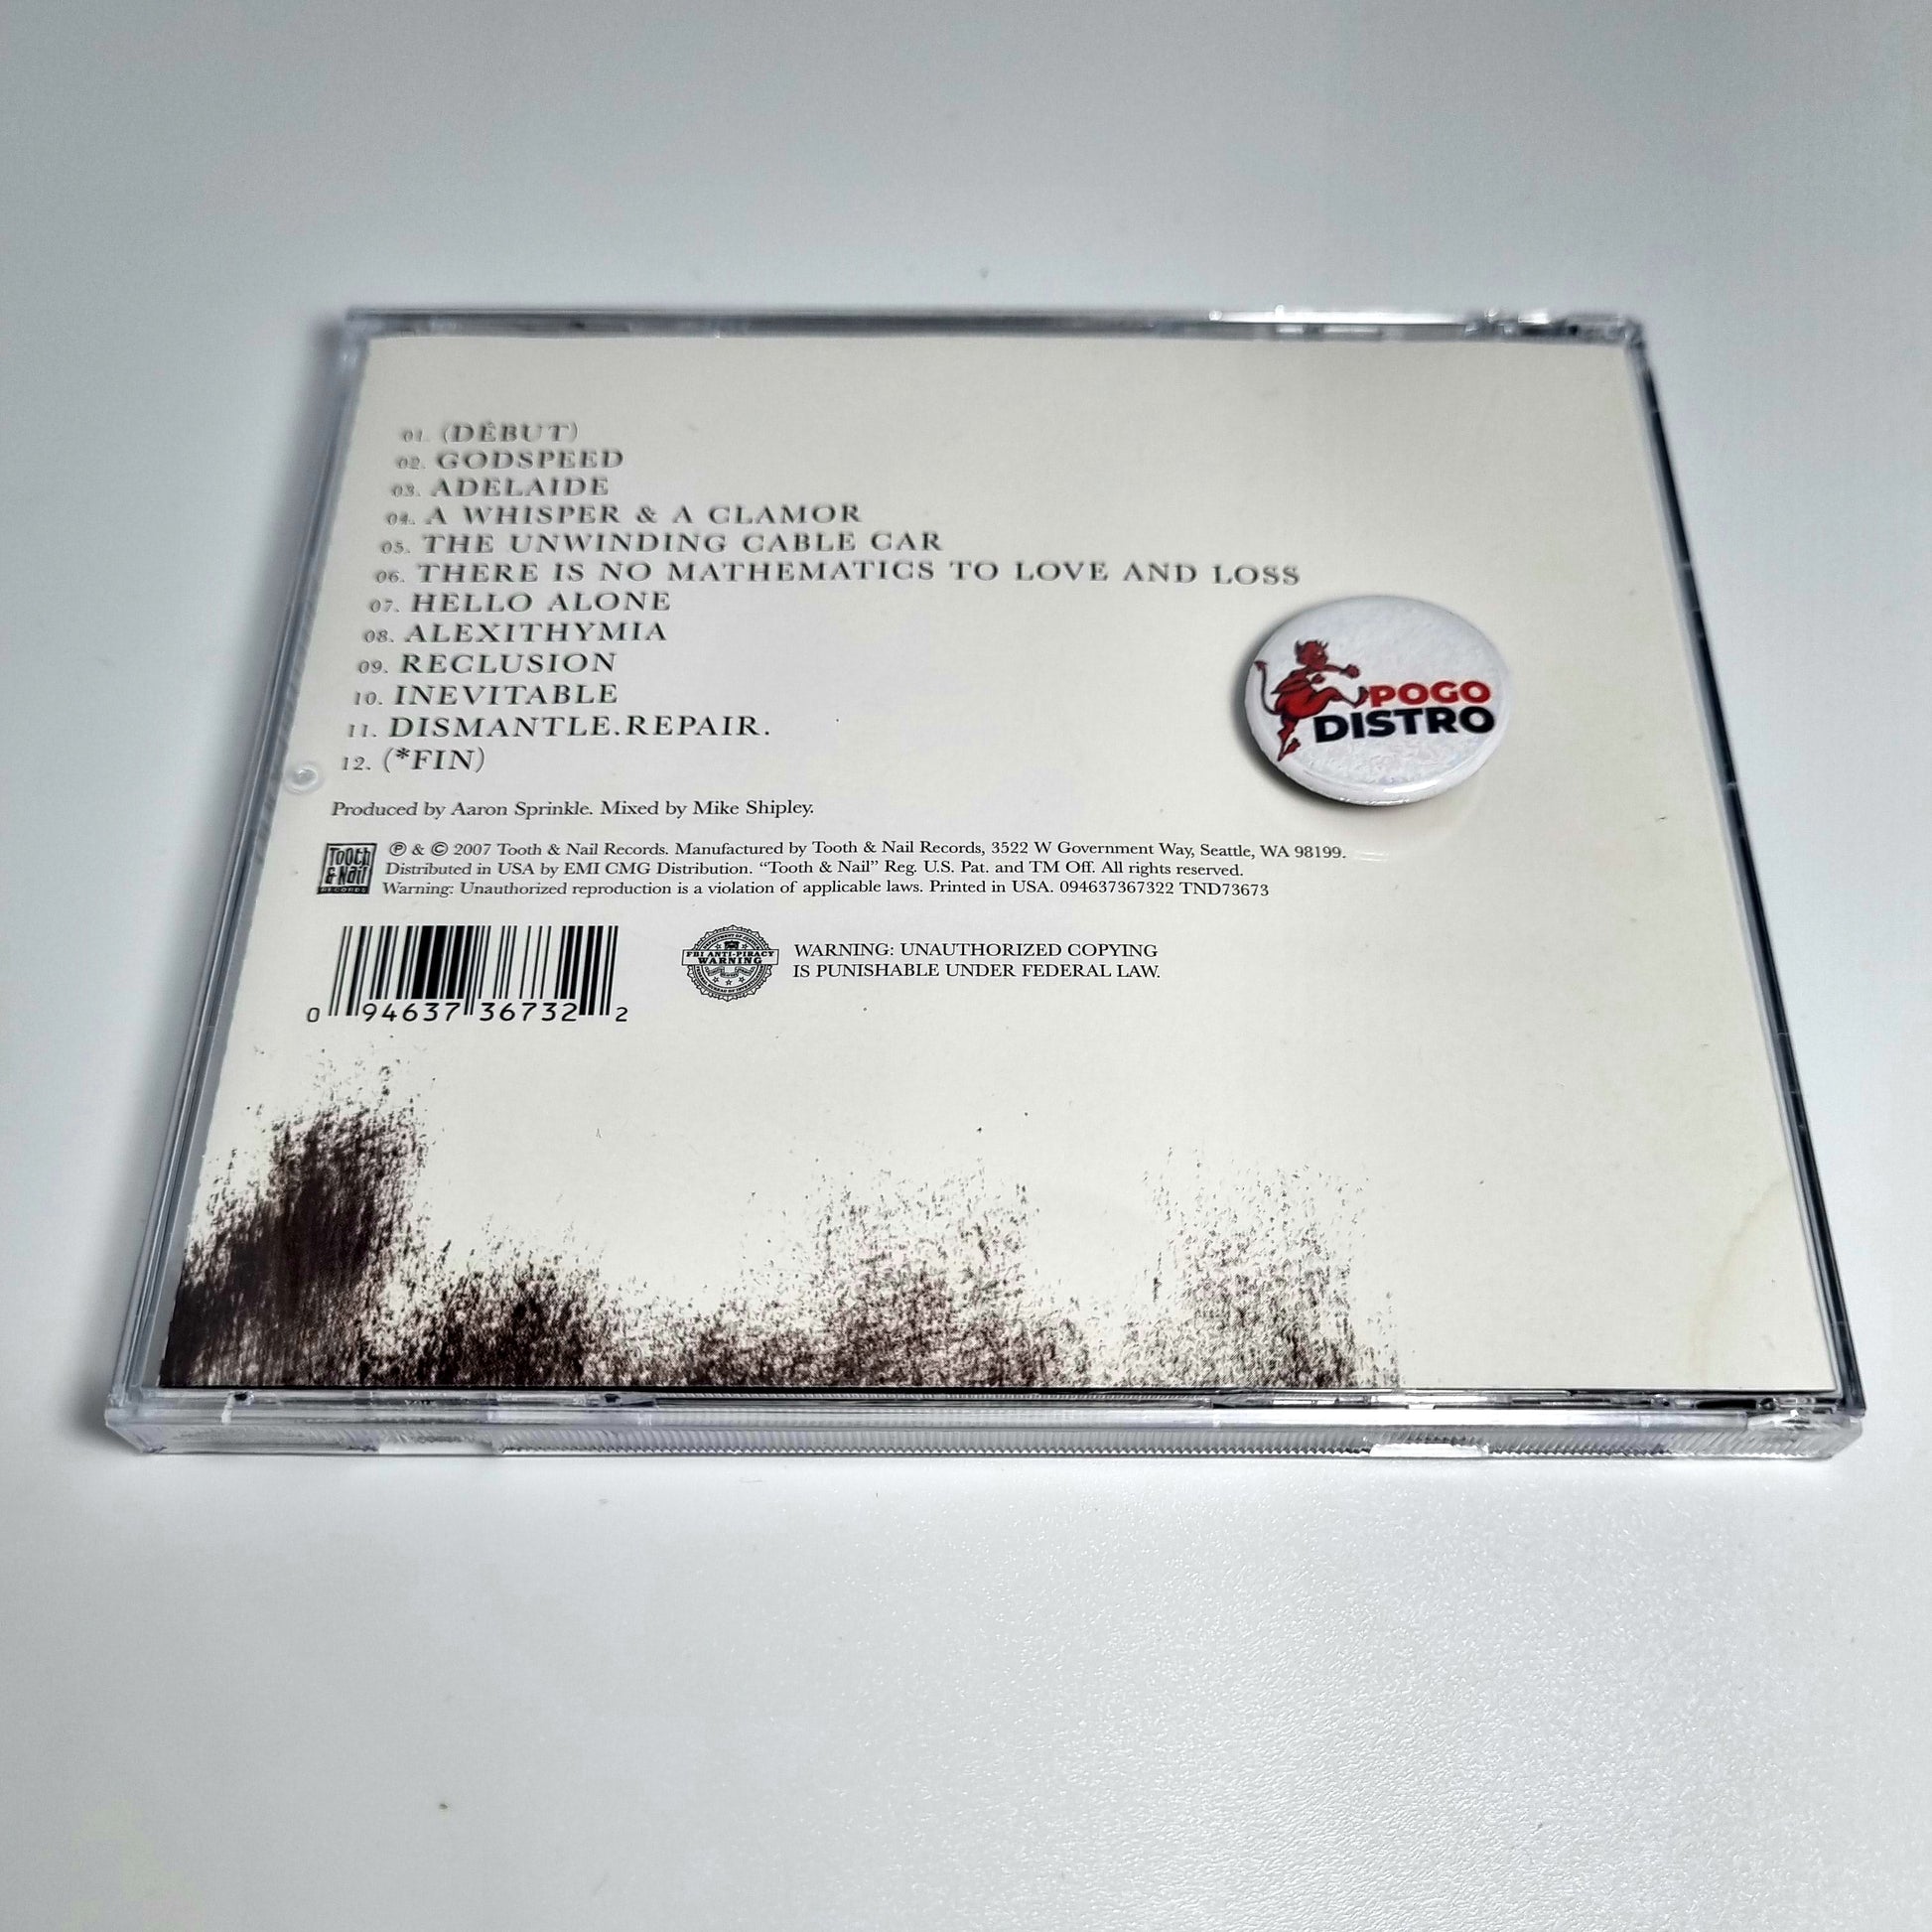 01. (DÉBUT)
02. GODSPEED
03. ADELAIDE
04. A WHISPER & A CLAMOR
05. THE UNWINDING CABLE CAR
06. THERE IS NO MATHEMATICS TO LOVE AND LOSS
07. HELLO ALONE
08. ALEXITHYMIA
09. RECLUSION
10. INEVITABLE
11. DISMANTLE.REPAIR.
12. (*FIN)
POGO
DISTRO
Produced by Aaron Sprinkle. Mixed by Mike Shipley.
Tooth
& Nail
RECORDS
℗ & © 2007 Tooth & Nail Records. Manufactured by Tooth & Nail Records, 3522 W Government Way, Seattle, WA 98199.
Distributed in USA by EMI CMG Distribution. “Tooth & Nail” Reg. U.S. Pat. and TM Off. All rights reserved.
Warning: Unauthorized reproduction is a violation of applicable laws. Printed in USA. 094637367322 TND73673
FBI ANTI-PIRACY
WARNING
WARNING: UNAUTHORIZED COPYING
IS PUNISHABLE UNDER FEDERAL LAW.
0 94637 36732 2